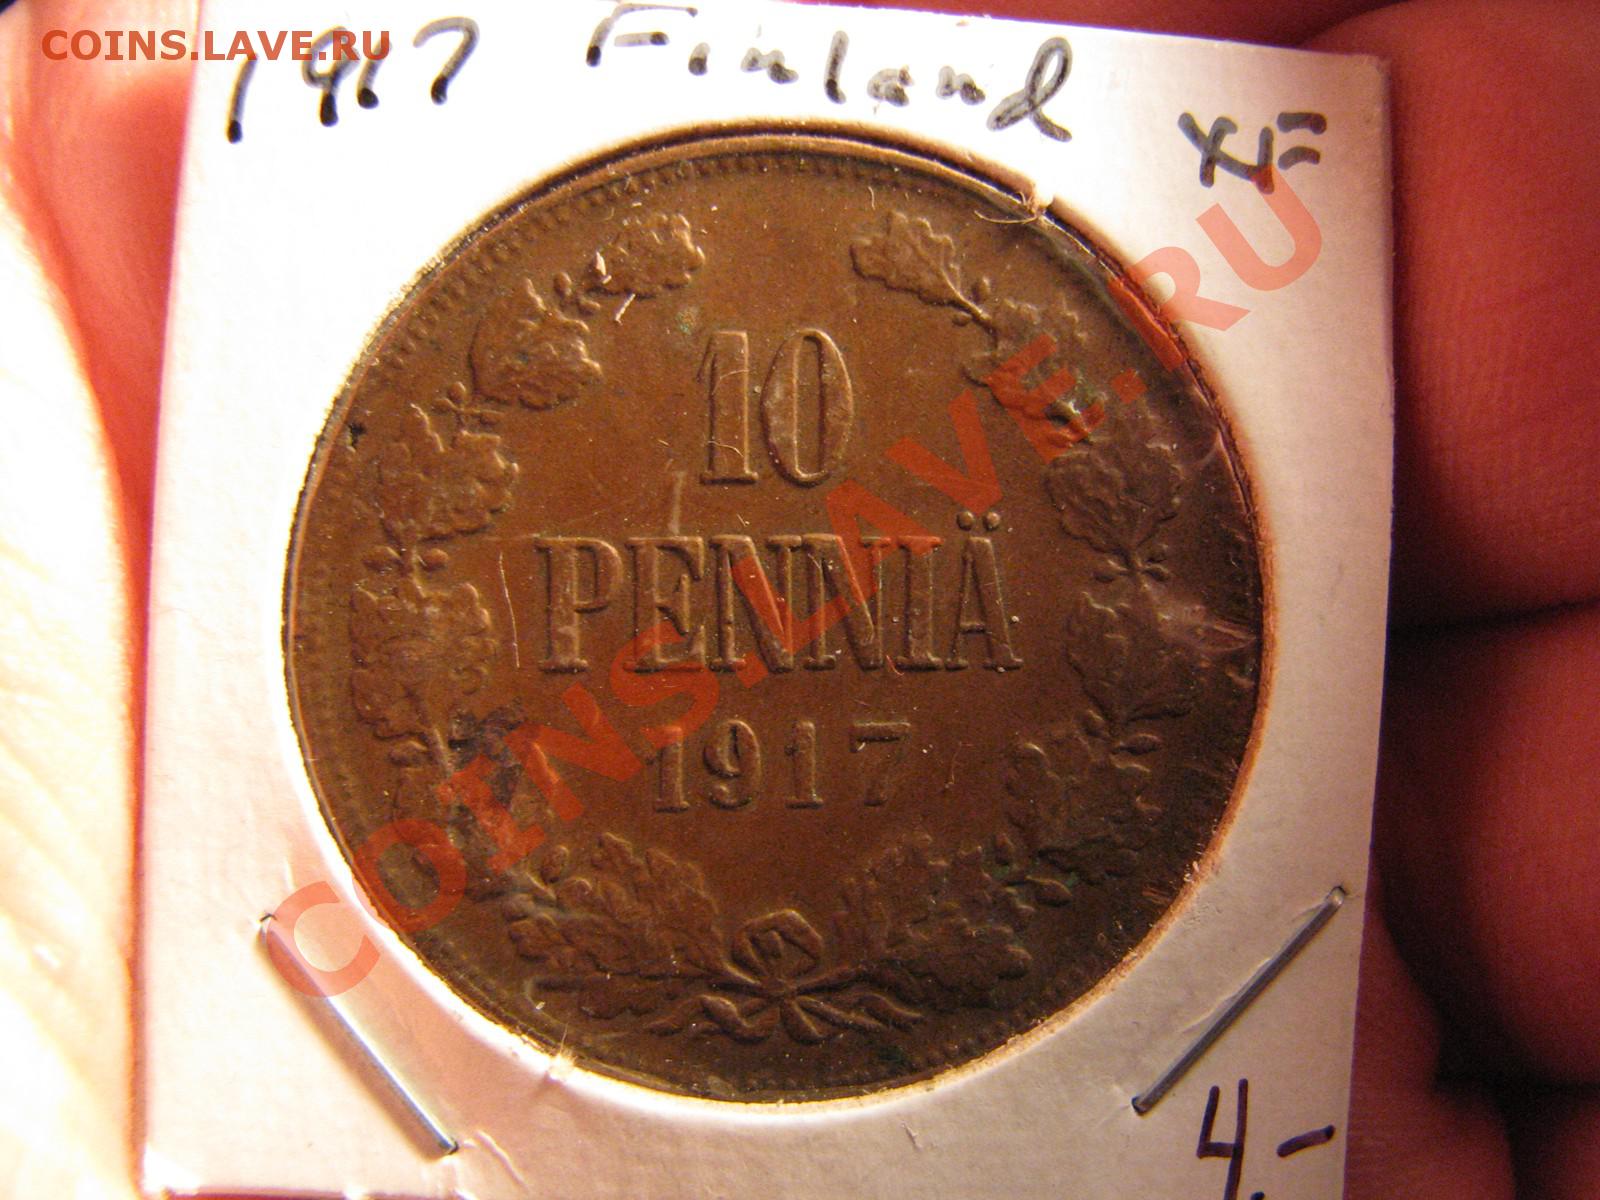 COINS.LAVE.RU
1917 Finland
XF
10
PENNIÄ
1917
COINS.LAVE.RU
4.-